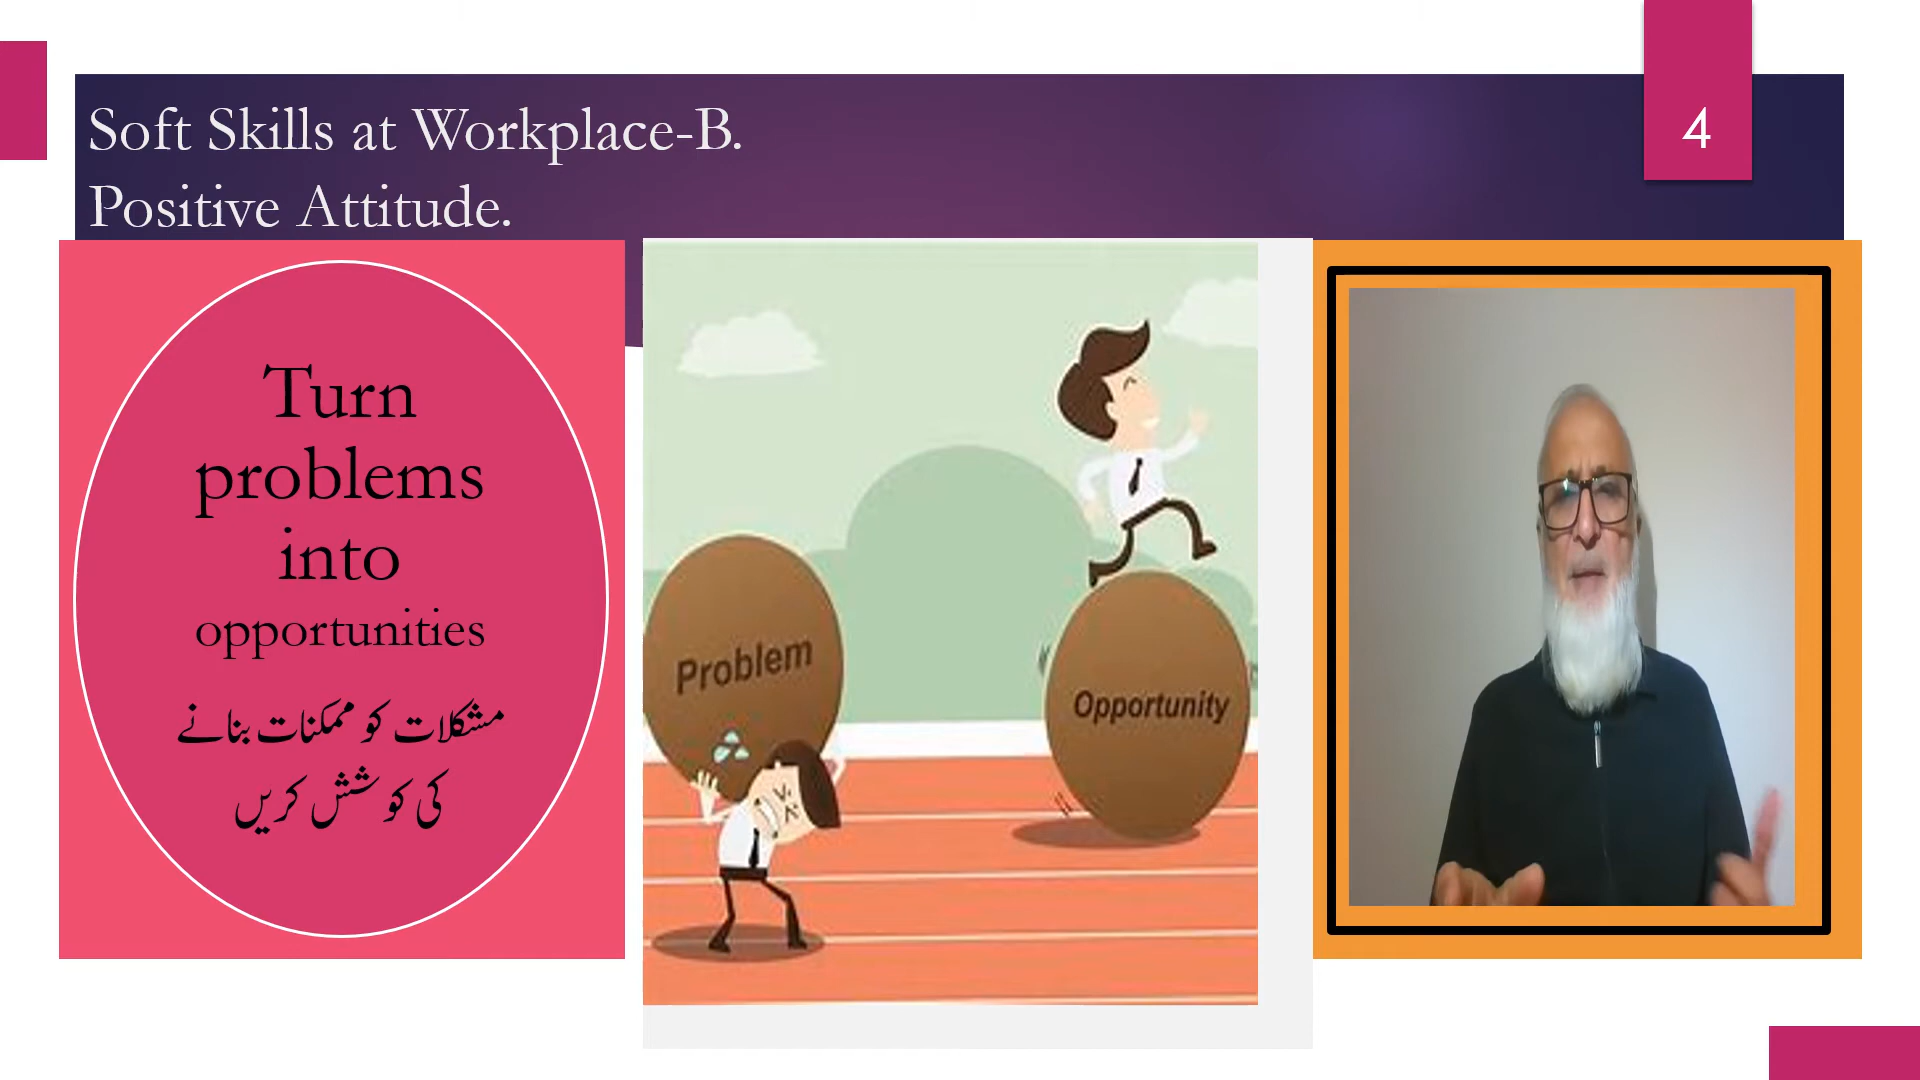 Soft Skills at Workplace-B.
Positive Attitude.
4
Turn
problems
into
opportunities
مشکلات کو ممکنات بنانے
کی کوشش کریں
Problem
Opportunity